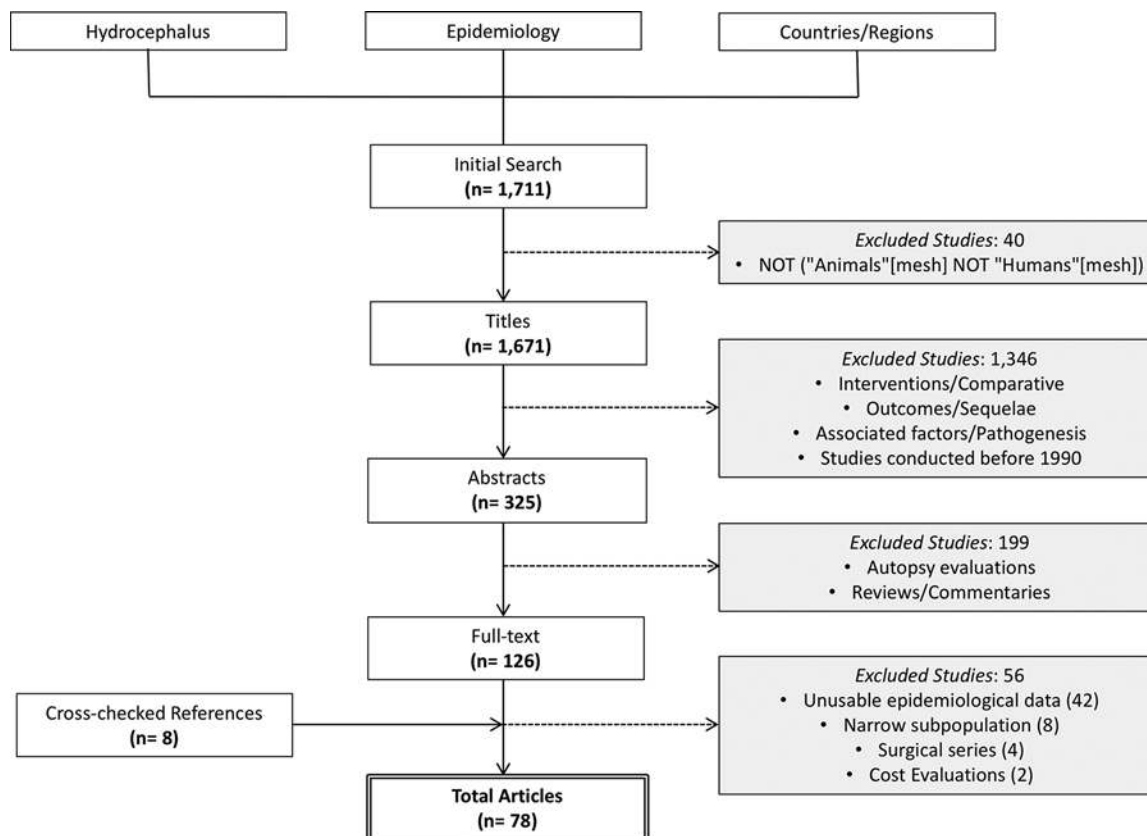 Hydrocephalus
Epidemiology
Countries/Regions
Initial Search
(n= 1,711)
Excluded Studies: 40
• NOT ("Animals"[mesh] NOT "Humans"[mesh])
Titles
(n= 1,671)
Excluded Studies: 1,346
• Interventions/Comparative
• Outcomes/Sequelae
• Associated factors/Pathogenesis
• Studies conducted before 1990
Abstracts
(n= 325)
Excluded Studies: 199
• Autopsy evaluations
• Reviews/Commentaries
Full-text
(n= 126)
Cross-checked References
(n= 8)
Excluded Studies: 56
• Unusable epidemiological data (42)
• Narrow subpopulation (8)
• Surgical series (4)
• Cost Evaluations (2)
Total Articles
(n= 78)